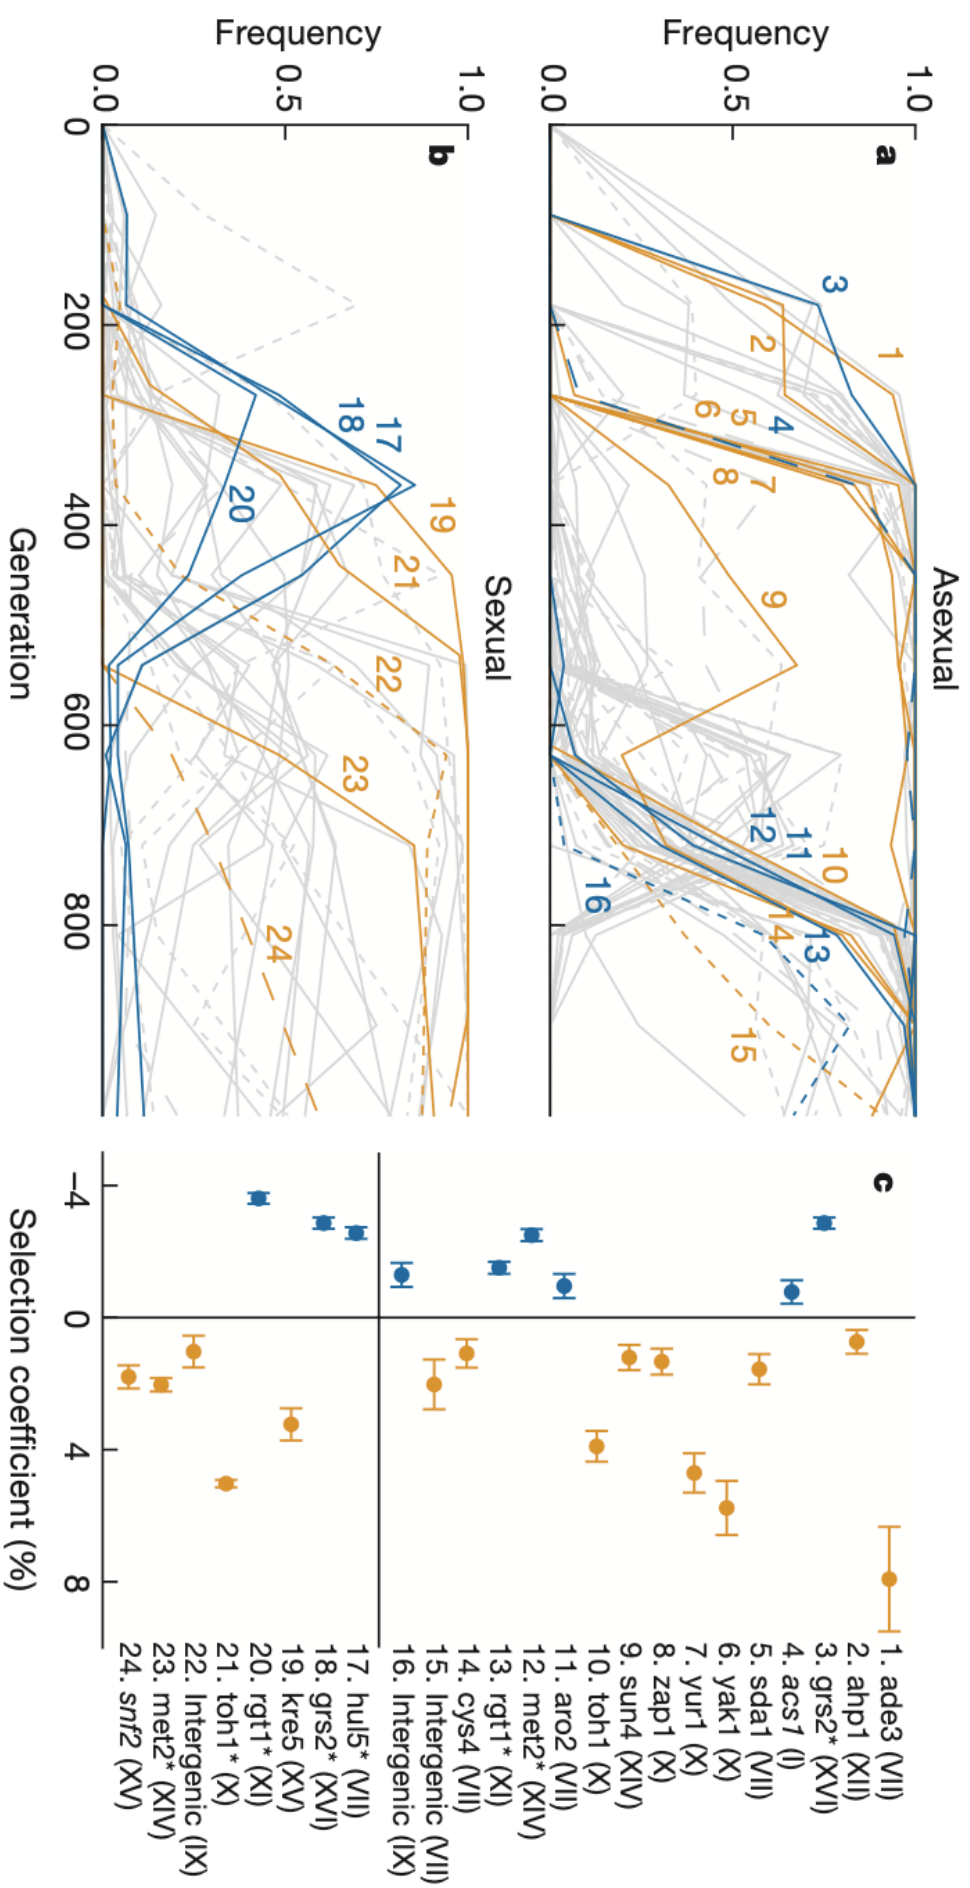 a
Asexual
Frequency
1.0
0.5
0.0
1
2
3
4
5
6
7
8
9
10
11
12
13
14
15
16
b
Sexual
Frequency
1.0
0.5
0.0
17
18
19
20
21
22
23
24
0 200 400 600 800
Generation
c
1. ade3 (VII)
2. ahp1 (XII)
3. grs2* (XVI)
4. acs1 (I)
5. sda1 (VII)
6. yak1 (X)
7. yur1 (X)
8. zap1 (X)
9. sun4 (XIV)
10. toh1 (X)
11. aro2 (VII)
12. met2* (XIV)
13. rgt1* (XI)
14. cys4 (VII)
15. Intergenic (VII)
16. Intergenic (IX)
17. hul5* (VII)
18. grs2* (XVI)
19. kre5 (XV)
20. rgt1* (XI)
21. toh1* (X)
22. Intergenic (IX)
23. met2* (XIV)
24. snf2 (XV)
−4 0 4 8
Selection coefficient (%)